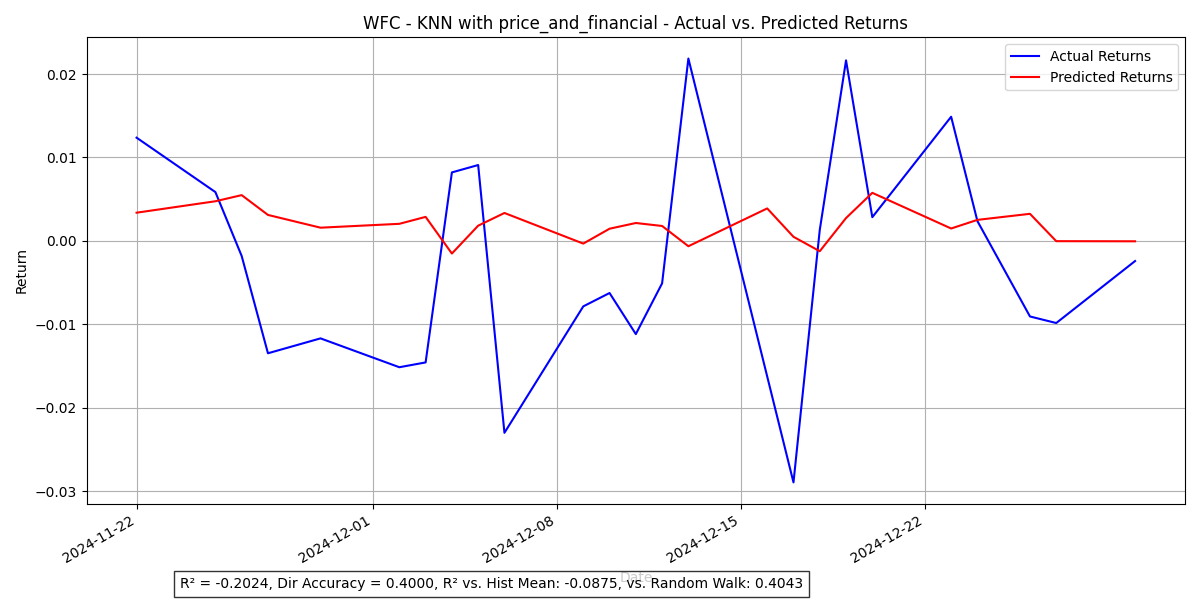 WFC - KNN with price_and_financial - Actual vs. Predicted Returns
Actual Returns
Predicted Returns
0.02
0.01
0.00
−0.01
−0.02
−0.03
Return
2024-11-22
2024-12-01
2024-12-08
2024-12-15
2024-12-22
Date
R² = -0.2024, Dir Accuracy = 0.4000, R² vs. Hist Mean: -0.0875, vs. Random Walk: 0.4043